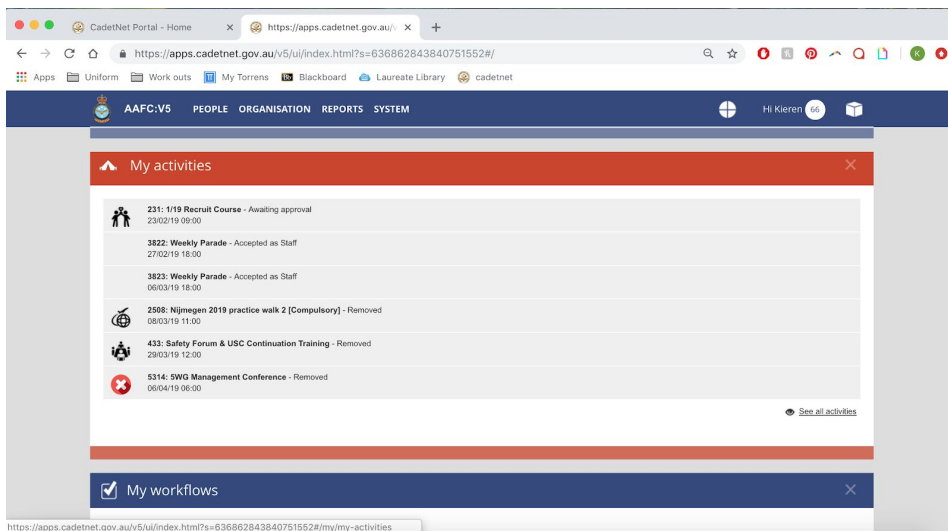 CadetNet Portal - Home
https://apps.cadetnet.gov.au/v
https://apps.cadetnet.gov.au/v5/ui/index.html?s=636862843840751552#/
Apps Uniform Work outs My Torrens Blackboard Laureate Library cadetnet
AAFC:V5 PEOPLE ORGANISATION REPORTS SYSTEM Hi Kieren 66
My activities
231: 1/19 Recruit Course - Awaiting approval
23/02/19 09:00
3822: Weekly Parade - Accepted as Staff
27/02/19 18:00
3823: Weekly Parade - Accepted as Staff
06/03/19 18:00
2508: Nijmegen 2019 practice walk 2 [Compulsory] - Removed
08/03/19 11:00
433: Safety Forum & USC Continuation Training - Removed
29/03/19 12:00
5314: 5WG Management Conference - Removed
06/04/19 06:00
See all activities
My workflows
https://apps.cadetnet.gov.au/v5/ui/index.html?s=636862843840751552#/my/my-activities